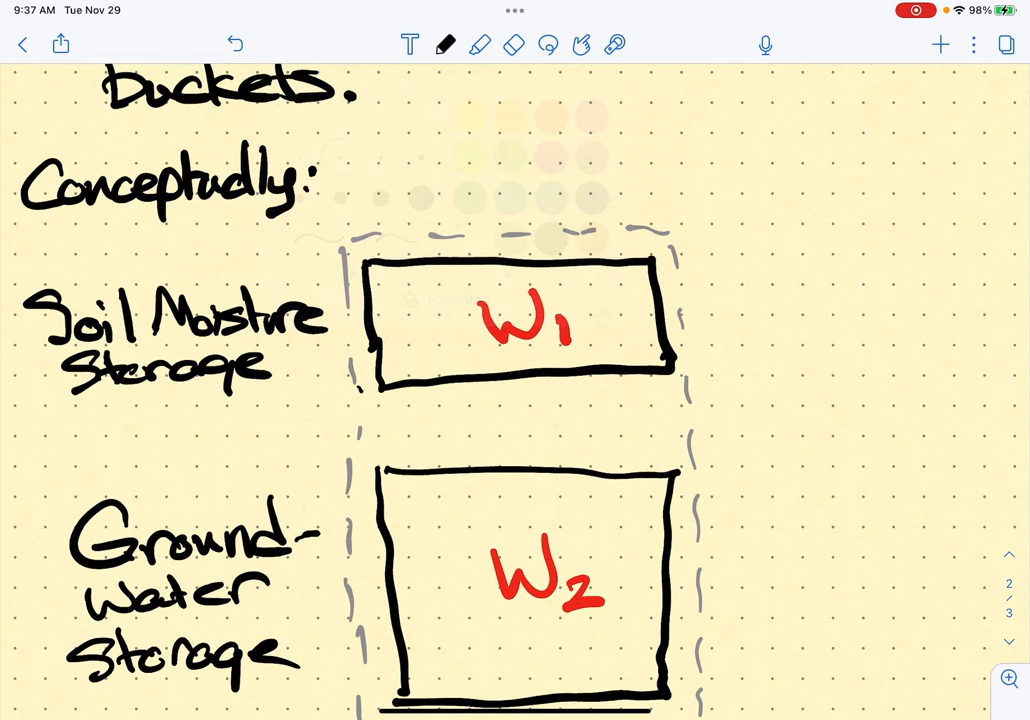 9:37 AM Tue Nov 29
98%
T
buckets.
Conceptually:
Soil Moisture
Storage
W1
Ground-
Water
Storage
W2
2
/
3